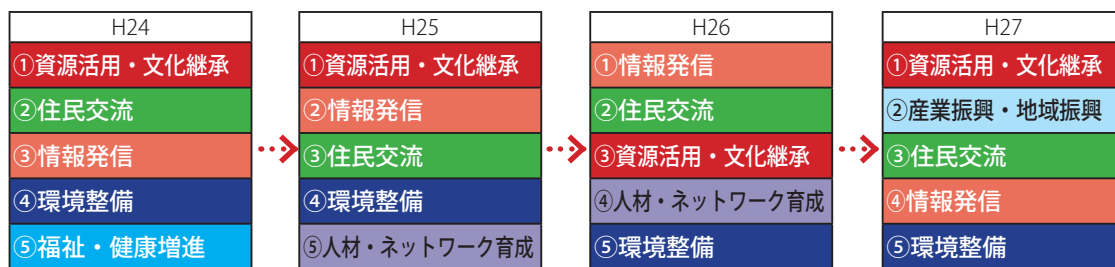 H24
①資源活用・文化継承
②住民交流
③情報発信
④環境整備
⑤福祉・健康増進
H25
①資源活用・文化継承
②情報発信
③住民交流
④環境整備
⑤人材・ネットワーク育成
H26
①情報発信
②住民交流
③資源活用・文化継承
④人材・ネットワーク育成
⑤環境整備
H27
①資源活用・文化継承
②産業振興・地域振興
③住民交流
④情報発信
⑤環境整備